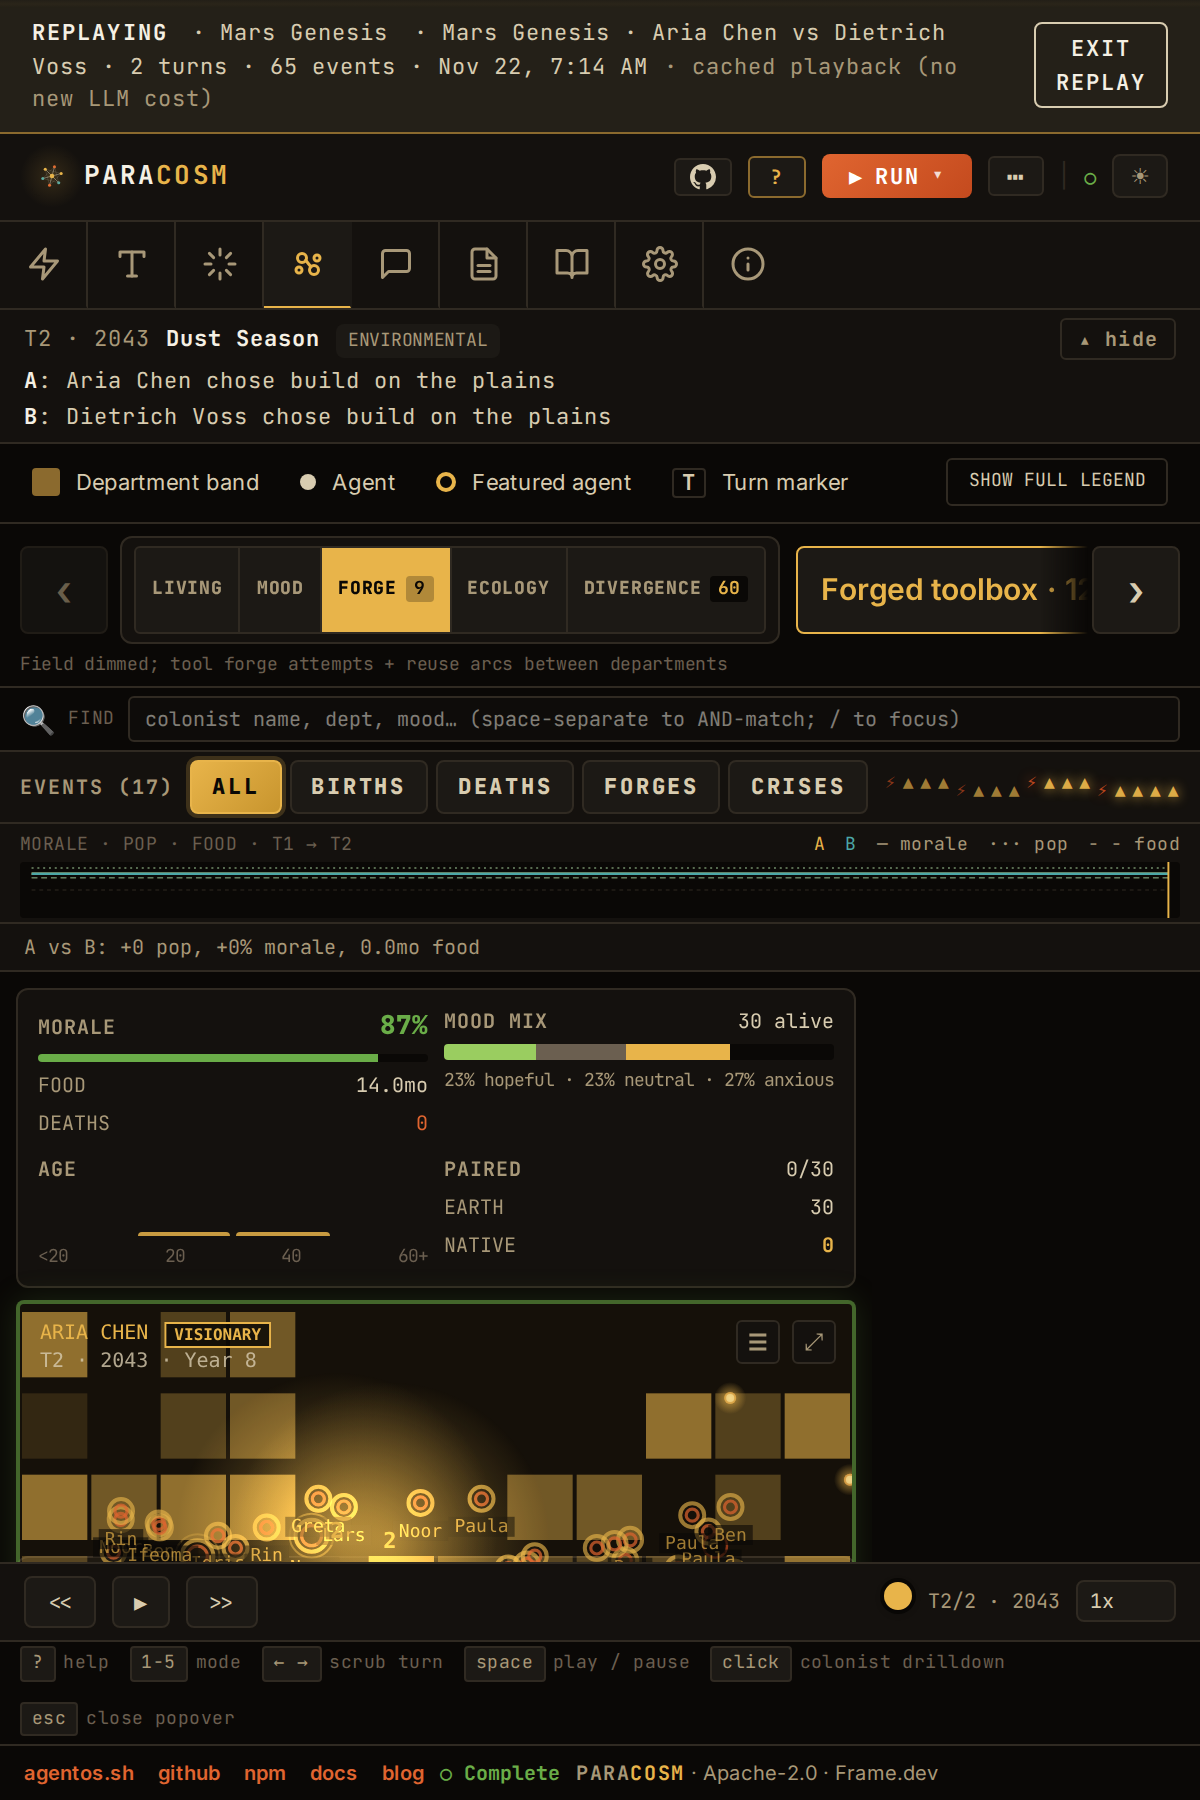 REPLAYING · Mars Genesis · Mars Genesis · Aria Chen vs Dietrich
Voss · 2 turns · 65 events · Nov 22, 7:14 AM · cached playback (no
new LLM cost)
EXIT
REPLAY
PARACOSM
?
▶ RUN ▼
T2 · 2043 Dust Season ENVIRONMENTAL
▲ hide
A: Aria Chen chose build on the plains
B: Dietrich Voss chose build on the plains
Department band
Agent
Featured agent
T Turn marker
SHOW FULL LEGEND
LIVING
MOOD
FORGE 9
ECOLOGY
DIVERGENCE 60
Forged toolbox · 12
Field dimmed; tool forge attempts + reuse arcs between departments
FIND colonist name, dept, mood… (space-separate to AND-match; / to focus)
EVENTS (17) ALL BIRTHS DEATHS FORGES CRISES
MORALE · POP · FOOD · T1 → T2
A B — morale ··· pop - - food
A vs B: +0 pop, +0% morale, 0.0mo food
MORALE 87%
MOOD MIX 30 alive
23% hopeful · 23% neutral · 27% anxious
FOOD 14.0mo
DEATHS 0
AGE
<20 20 40 60+
PAIRED 0/30
EARTH 30
NATIVE 0
ARIA CHEN VISIONARY
T2 · 2043 · Year 8
Greta
Lars
2
Noor
Paula
Rin
Ifeoma
Rin
Paula
Ben
Paula
<< ▶ >>
T2/2 · 2043 1x
? help 1-5 mode ← → scrub turn space play / pause click colonist drilldown
esc close popover
agentos.sh github npm docs blog ○ Complete PARACOSM · Apache-2.0 · Frame.dev